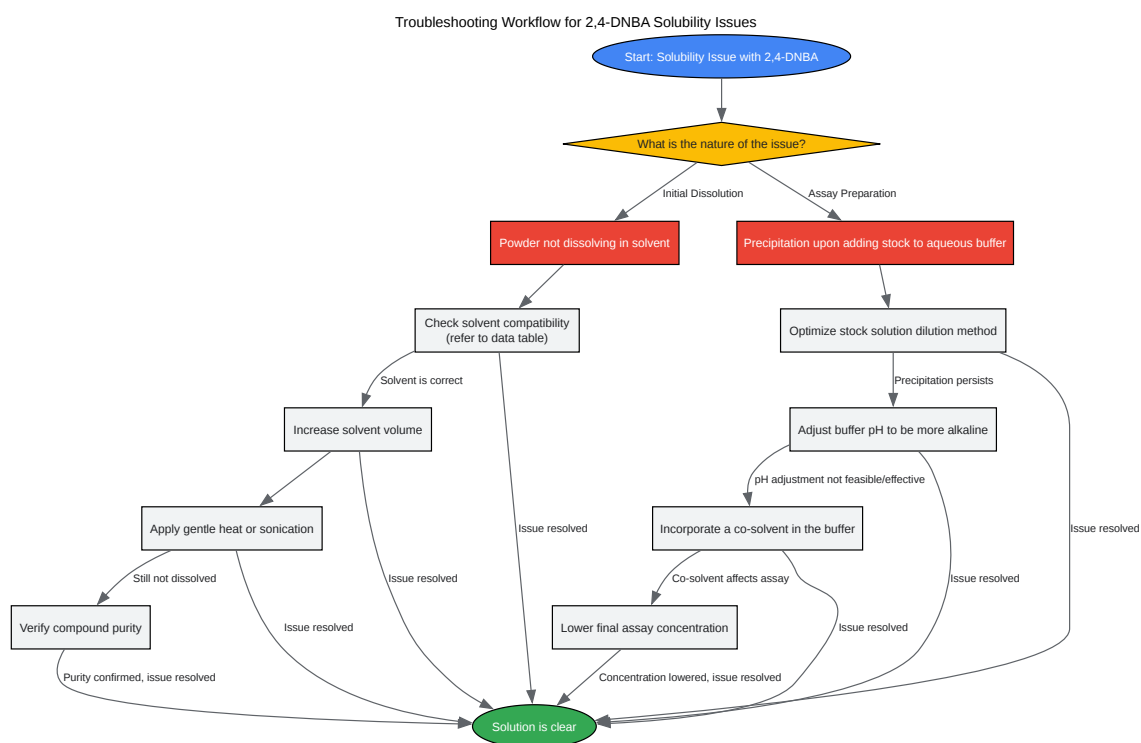 Troubleshooting Workflow for 2,4-DNBA Solubility Issues
Start: Solubility Issue with 2,4-DNBA
What is the nature of the issue?
Initial Dissolution
Assay Preparation
Powder not dissolving in solvent
Precipitation upon adding stock to aqueous buffer
Check solvent compatibility
(refer to data table)
Optimize stock solution dilution method
Solvent is correct
Precipitation persists
Increase solvent volume
Adjust buffer pH to be more alkaline
pH adjustment not feasible/effective
Apply gentle heat or sonication
Issue resolved
Incorporate a co-solvent in the buffer
Issue resolved
Still not dissolved
Issue resolved
Co-solvent affects assay
Issue resolved
Verify compound purity
Issue resolved
Lower final assay concentration
Issue resolved
Purity confirmed, issue resolved
Concentration lowered, issue resolved
Solution is clear